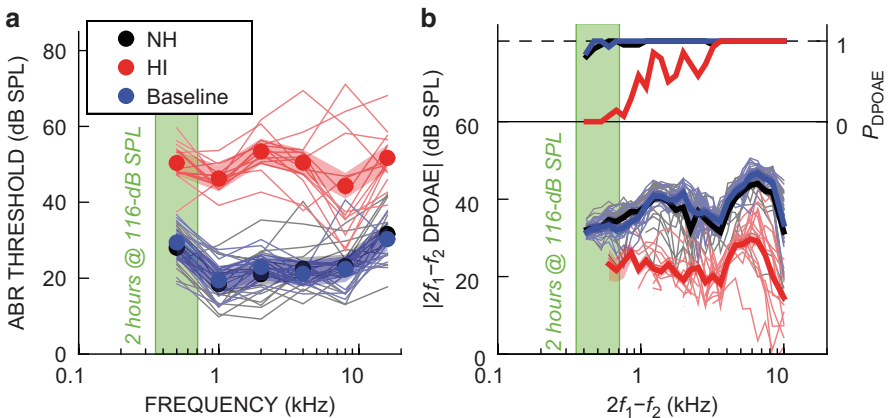 a
b
NH
HI
Baseline
ABR THRESHOLD (dB SPL)
80
60
40
20
0
2 hours @ 116-dB SPL
0.1
1
10
FREQUENCY (kHz)
|2f₁−f₂ DPOAE| (dB SPL)
60
40
20
0
2 hours @ 116-dB SPL
1
0
P_DPOAE
0.1
1
10
2f₁−f₂ (kHz)